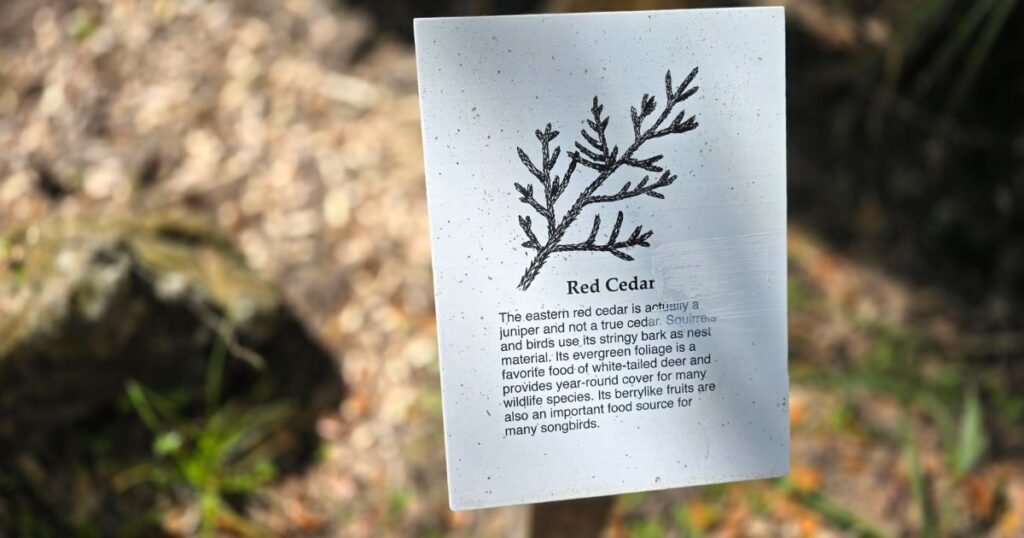 Red Cedar
The eastern red cedar is actually a
juniper and not a true cedar. Squirrels
and birds use its stringy bark as nest
material. Its evergreen foliage is a
favorite food of white-tailed deer and
provides year-round cover for many
wildlife species. Its berrylike fruits are
also an important food source for
many songbirds.